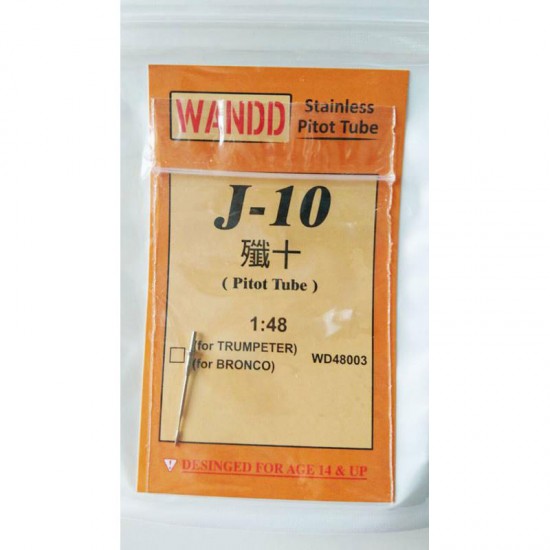 WANDD
Stainless
Pitot Tube
J-10
殲十
( Pitot Tube )
1:48
(for TRUMPETER)
(for BRONCO)
WD48003
! DESINGED FOR AGE 14 & UP